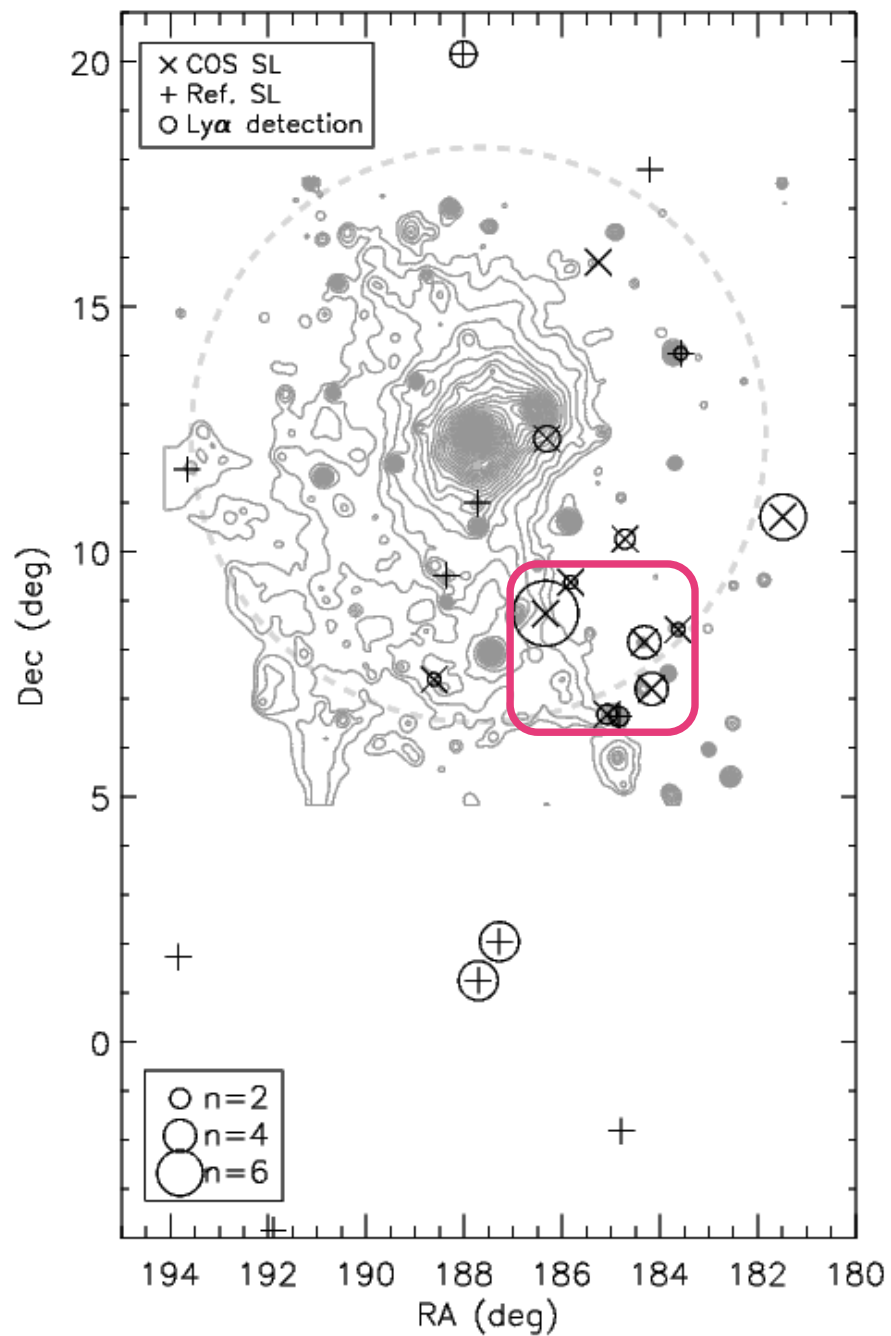 × COS SL
+ Ref. SL
○ Lyα detection
20
15
10
5
0
Dec (deg)
n=2
n=4
n=6
194 192 190 188 186 184 182 180
RA (deg)